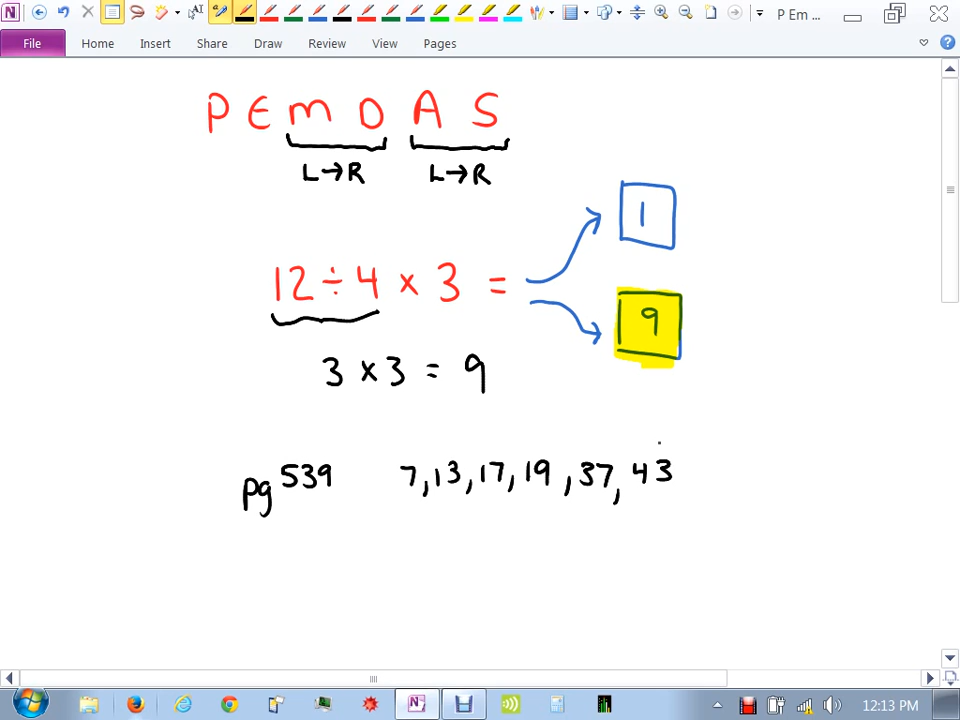 P Em ...
File Home Insert Share Draw Review View Pages
P E m D A S
L→R L→R
1
12 ÷ 4 × 3 =
9
3 × 3 = 9
pg 539 7, 13, 17, 19, 37, 43
12:13 PM